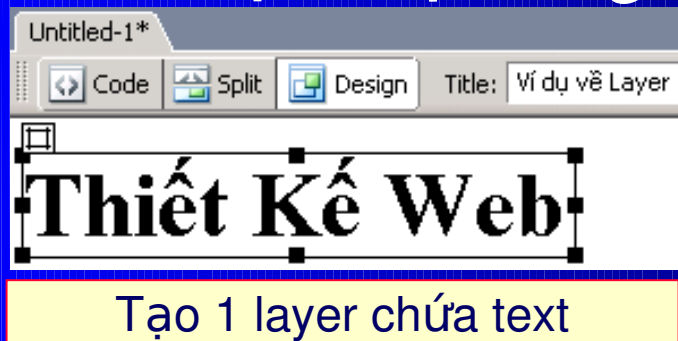 Untitled-1*
Code Split Design Title: Ví dụ về Layer
Thiết Kế Web
Tạo 1 layer chứa text